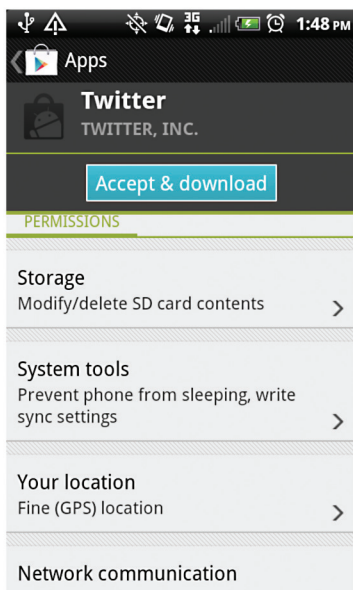 3G
1:48 PM
Apps
Twitter
TWITTER, INC.
Accept & download
PERMISSIONS
Storage
Modify/delete SD card contents
System tools
Prevent phone from sleeping, write
sync settings
Your location
Fine (GPS) location
Network communication